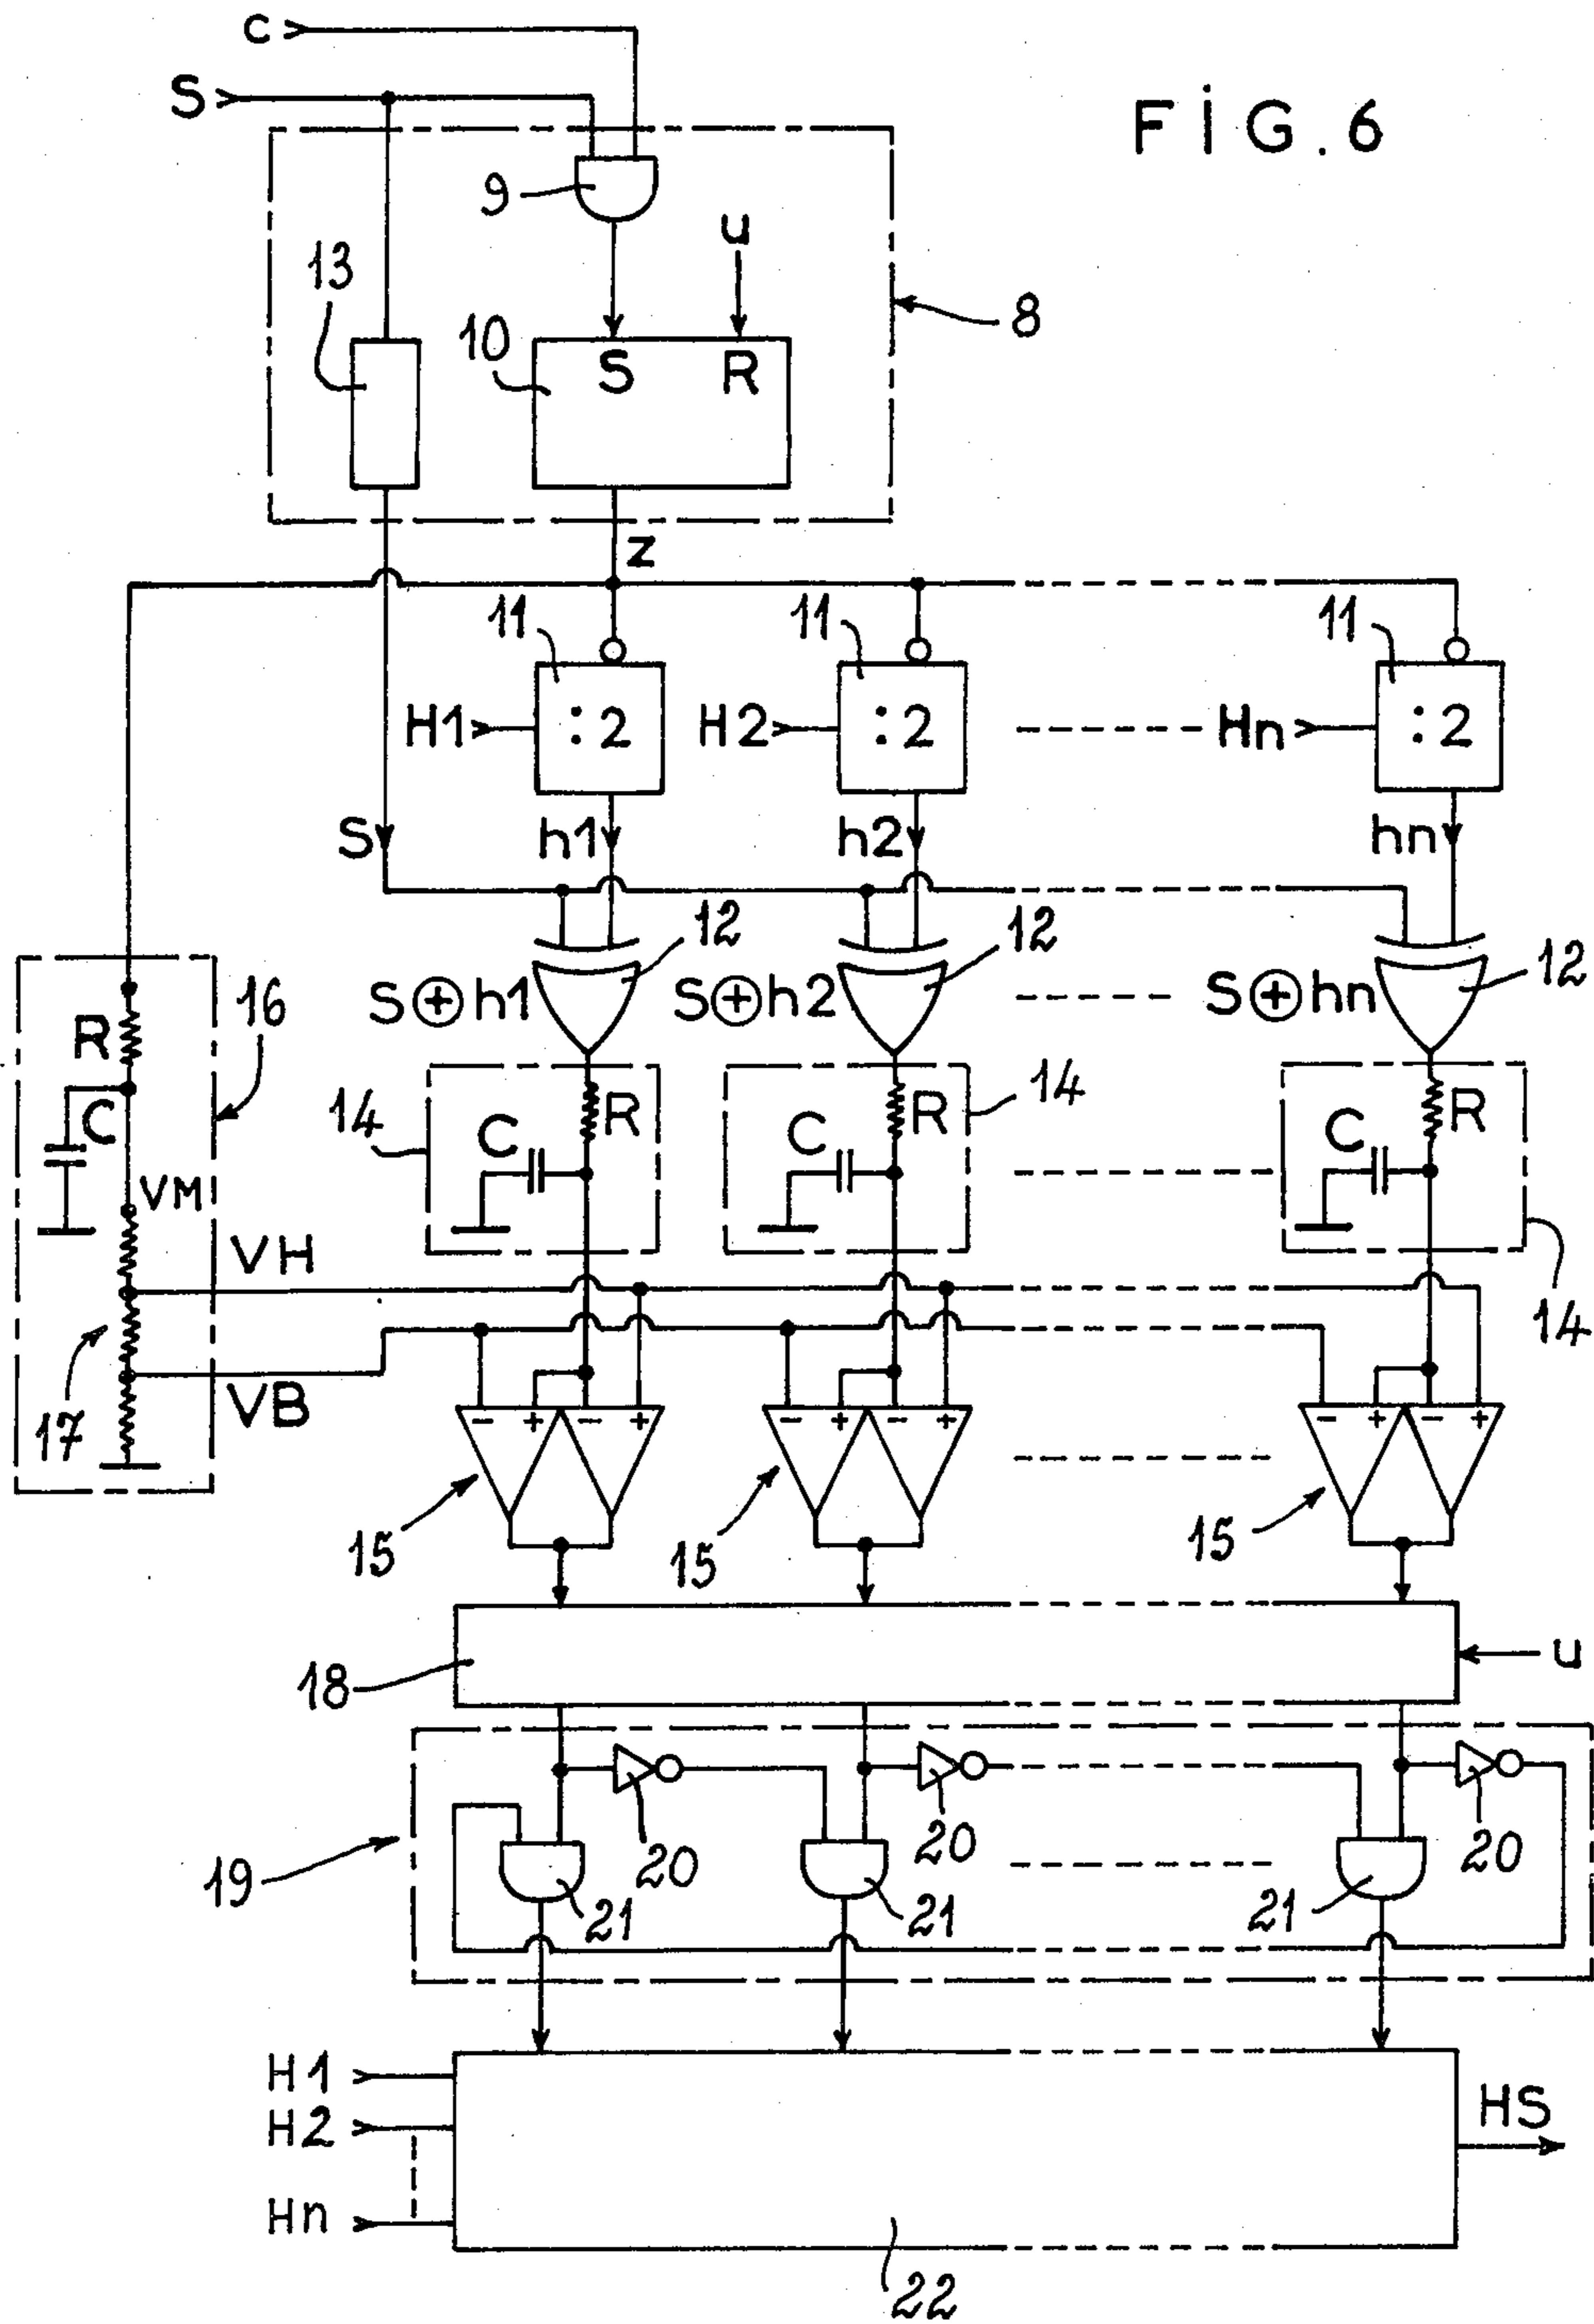 c
S
FİG.6
9
u
13
10
S R
8
z
11 11 11
H1 :2 H2 :2 Hn :2
S h1 h2 hn
12 12 12
S⊕h1 S⊕h2 S⊕hn
16
R
C
VM
14 C R C R 14 C R
14
VH
VB
17
- + - + - + - + - + - +
15 15 15
18 u
20 20 20
19
21 21 21
H1
H2
Hn
HS
22